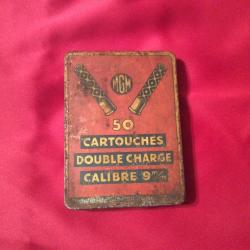 MGM
50
CARTOUCHES
DOUBLE CHARGE
CALIBRE 9m/m